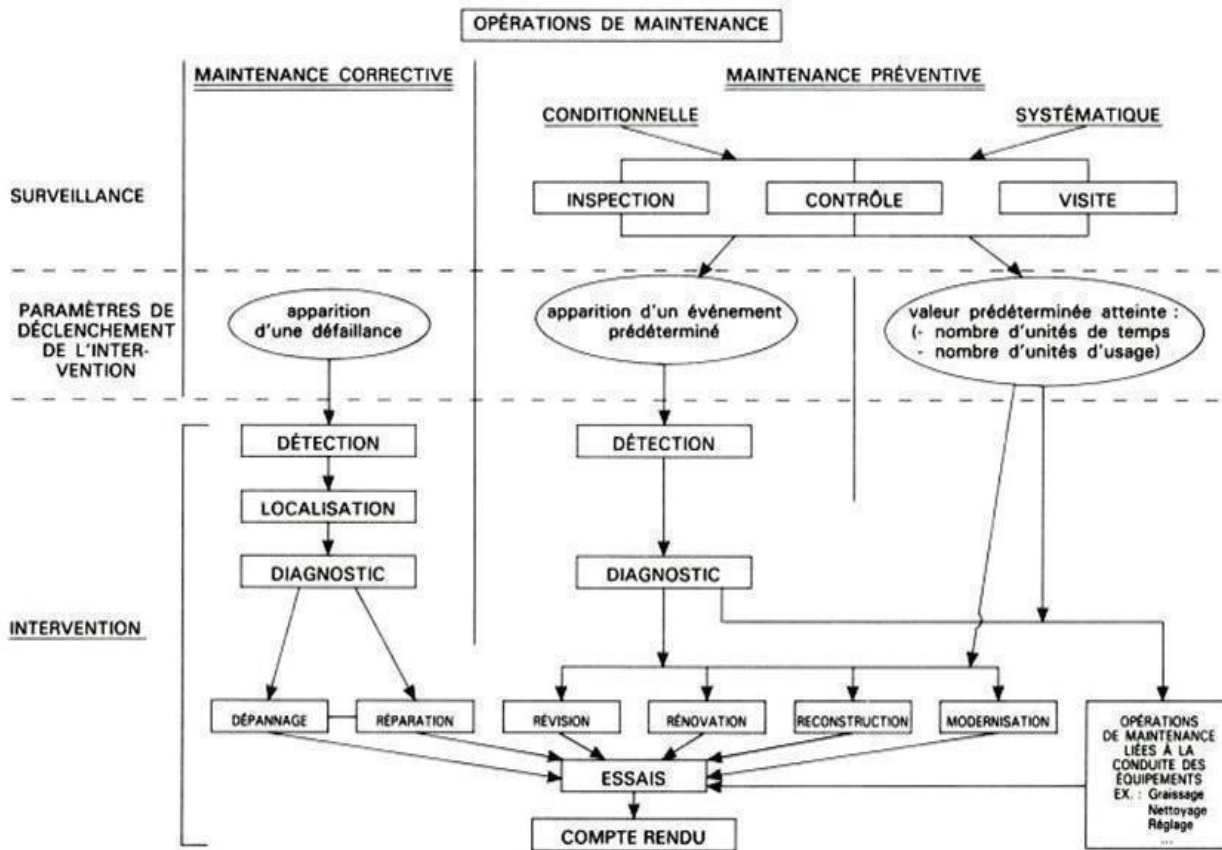 OPÉRATIONS DE MAINTENANCE
MAINTENANCE CORRECTIVE
MAINTENANCE PRÉVENTIVE
CONDITIONNELLE
SYSTÉMATIQUE
SURVEILLANCE
INSPECTION
CONTRÔLE
VISITE
PARAMÈTRES DE
DÉCLENCHEMENT
DE L'INTER-
VENTION
apparition
d'une défaillance
apparition d'un événement
prédéterminé
valeur prédéterminée atteinte :
(- nombre d'unités de temps
- nombre d'unités d'usage)
DÉTECTION
DÉTECTION
LOCALISATION
DIAGNOSTIC
DIAGNOSTIC
INTERVENTION
DÉPANNAGE
RÉPARATION
RÉVISION
RÉNOVATION
RECONSTRUCTION
MODERNISATION
OPÉRATIONS
DE MAINTENANCE
LIÉES À LA
CONDUITE DES
ÉQUIPEMENTS
EX. : Graissage
Nettoyage
Réglage
...
ESSAIS
COMPTE RENDU